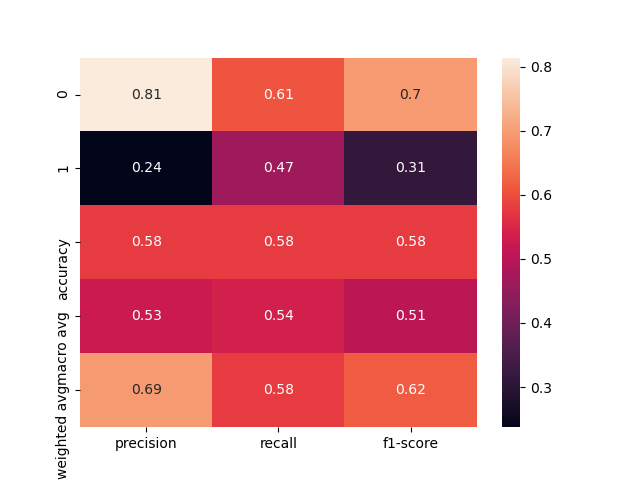 0.81 0.61 0.7
0.24 0.47 0.31
0.58 0.58 0.58
0.53 0.54 0.51
0.69 0.58 0.62
0
1
accuracy
macro avg
weighted avg
precision recall f1-score
0.8
0.7
0.6
0.5
0.4
0.3